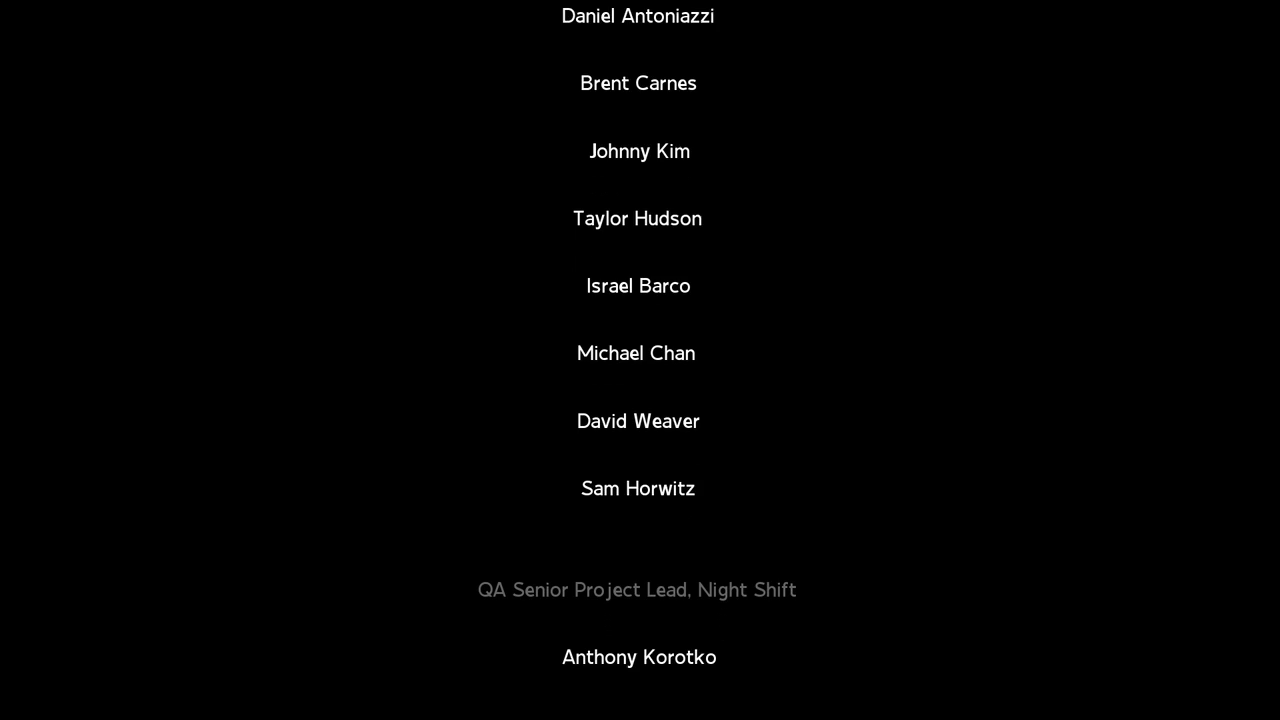 Daniel Antoniazzi
Brent Carnes
Johnny Kim
Taylor Hudson
Israel Barco
Michael Chan
David Weaver
Sam Horwitz
QA Senior Project Lead, Night Shift
Anthony Korotko